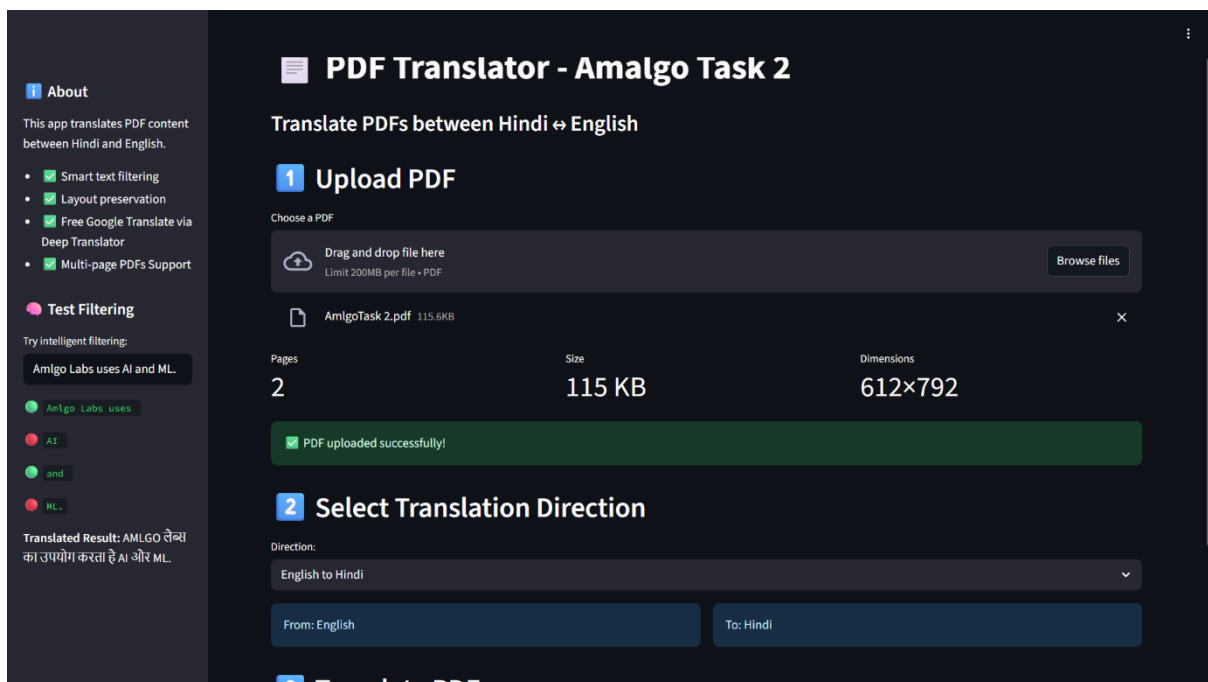 About
This app translates PDF content
between Hindi and English.
Smart text filtering
Layout preservation
Free Google Translate via
Deep Translator
Multi-page PDFs Support
Test Filtering
Try intelligent filtering:
Amlgo Labs uses AI and ML.
Amlgo Labs uses
AI
and
ML.
Translated Result: AMLGO लैब्स
का उपयोग करता है AI और ML.
PDF Translator - Amalgo Task 2
Translate PDFs between Hindi ↔ English
1 Upload PDF
Choose a PDF
Drag and drop file here
Limit 200MB per file • PDF
Browse files
AmlgoTask 2.pdf 115.6KB
Pages
2
Size
115 KB
Dimensions
612×792
PDF uploaded successfully!
2 Select Translation Direction
Direction:
English to Hindi
From: English
To: Hindi